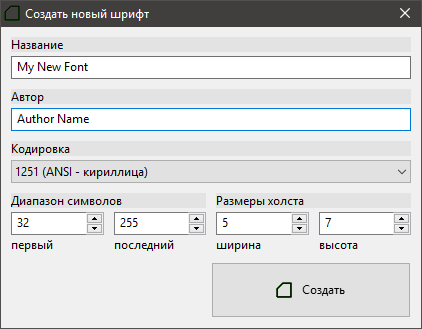 Создать новый шрифт
Название
My New Font
Автор
Author Name
Кодировка
1251 (ANSI - кириллица)
Диапазон символов Размеры холста
32 255 5 7
первый последний ширина высота
Создать